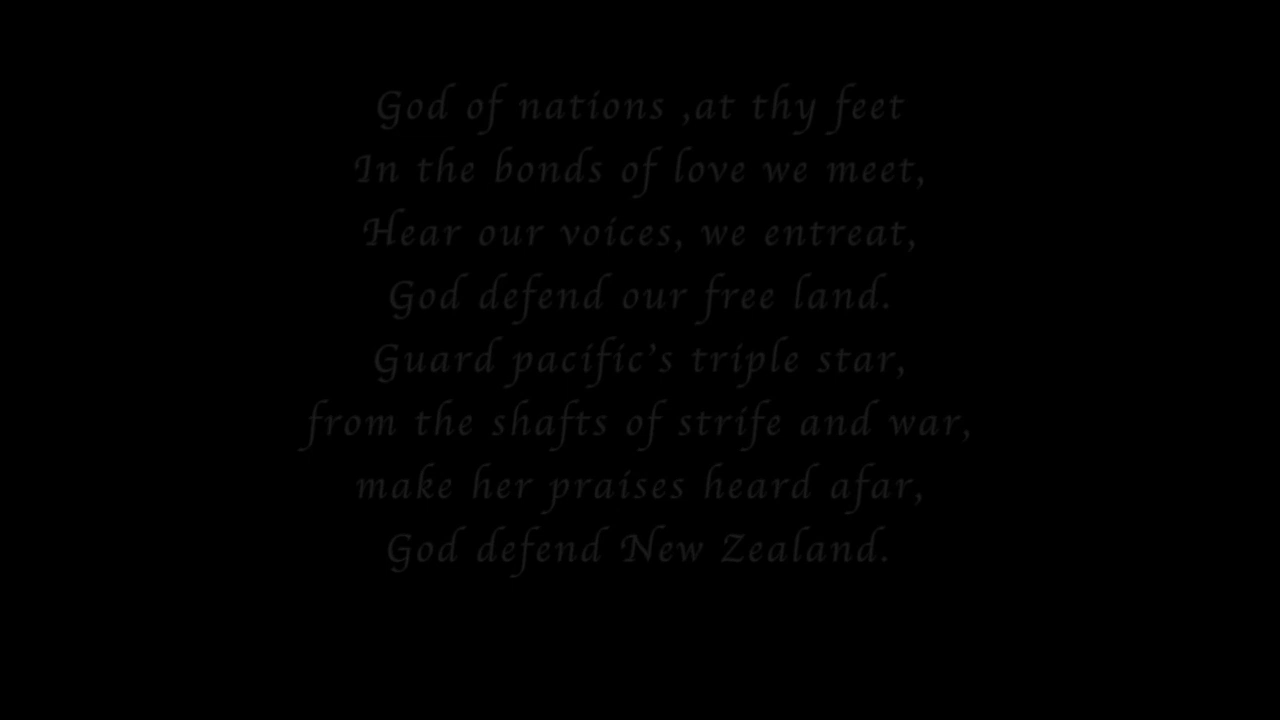 God of nations ,at thy feet
In the bonds of love we meet,
Hear our voices, we entreat,
God defend our free land.
Guard pacific's triple star,
from the shafts of strife and war,
make her praises heard afar,
God defend New Zealand.